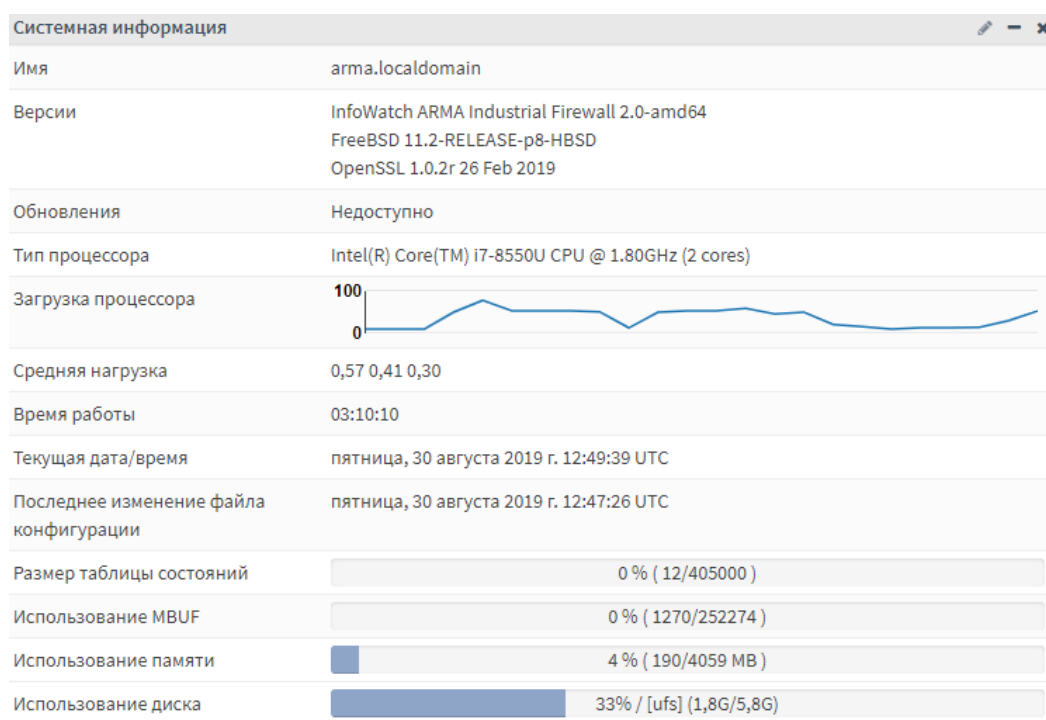 Системная информация
Имя arma.localdomain
Версии InfoWatch ARMA Industrial Firewall 2.0-amd64
FreeBSD 11.2-RELEASE-p8-HBSD
OpenSSL 1.0.2r 26 Feb 2019
Обновления Недоступно
Тип процессора Intel(R) Core(TM) i7-8550U CPU @ 1.80GHz (2 cores)
Загрузка процессора 100
0
Средняя нагрузка 0,57 0,41 0,30
Время работы 03:10:10
Текущая дата/время пятница, 30 августа 2019 г. 12:49:39 UTC
Последнее изменение файла пятница, 30 августа 2019 г. 12:47:26 UTC
конфигурации
Размер таблицы состояний 0 % ( 12/405000 )
Использование MBUF 0 % ( 1270/252274 )
Использование памяти 4 % ( 190/4059 MB )
Использование диска 33% / [ufs] (1,8G/5,8G)